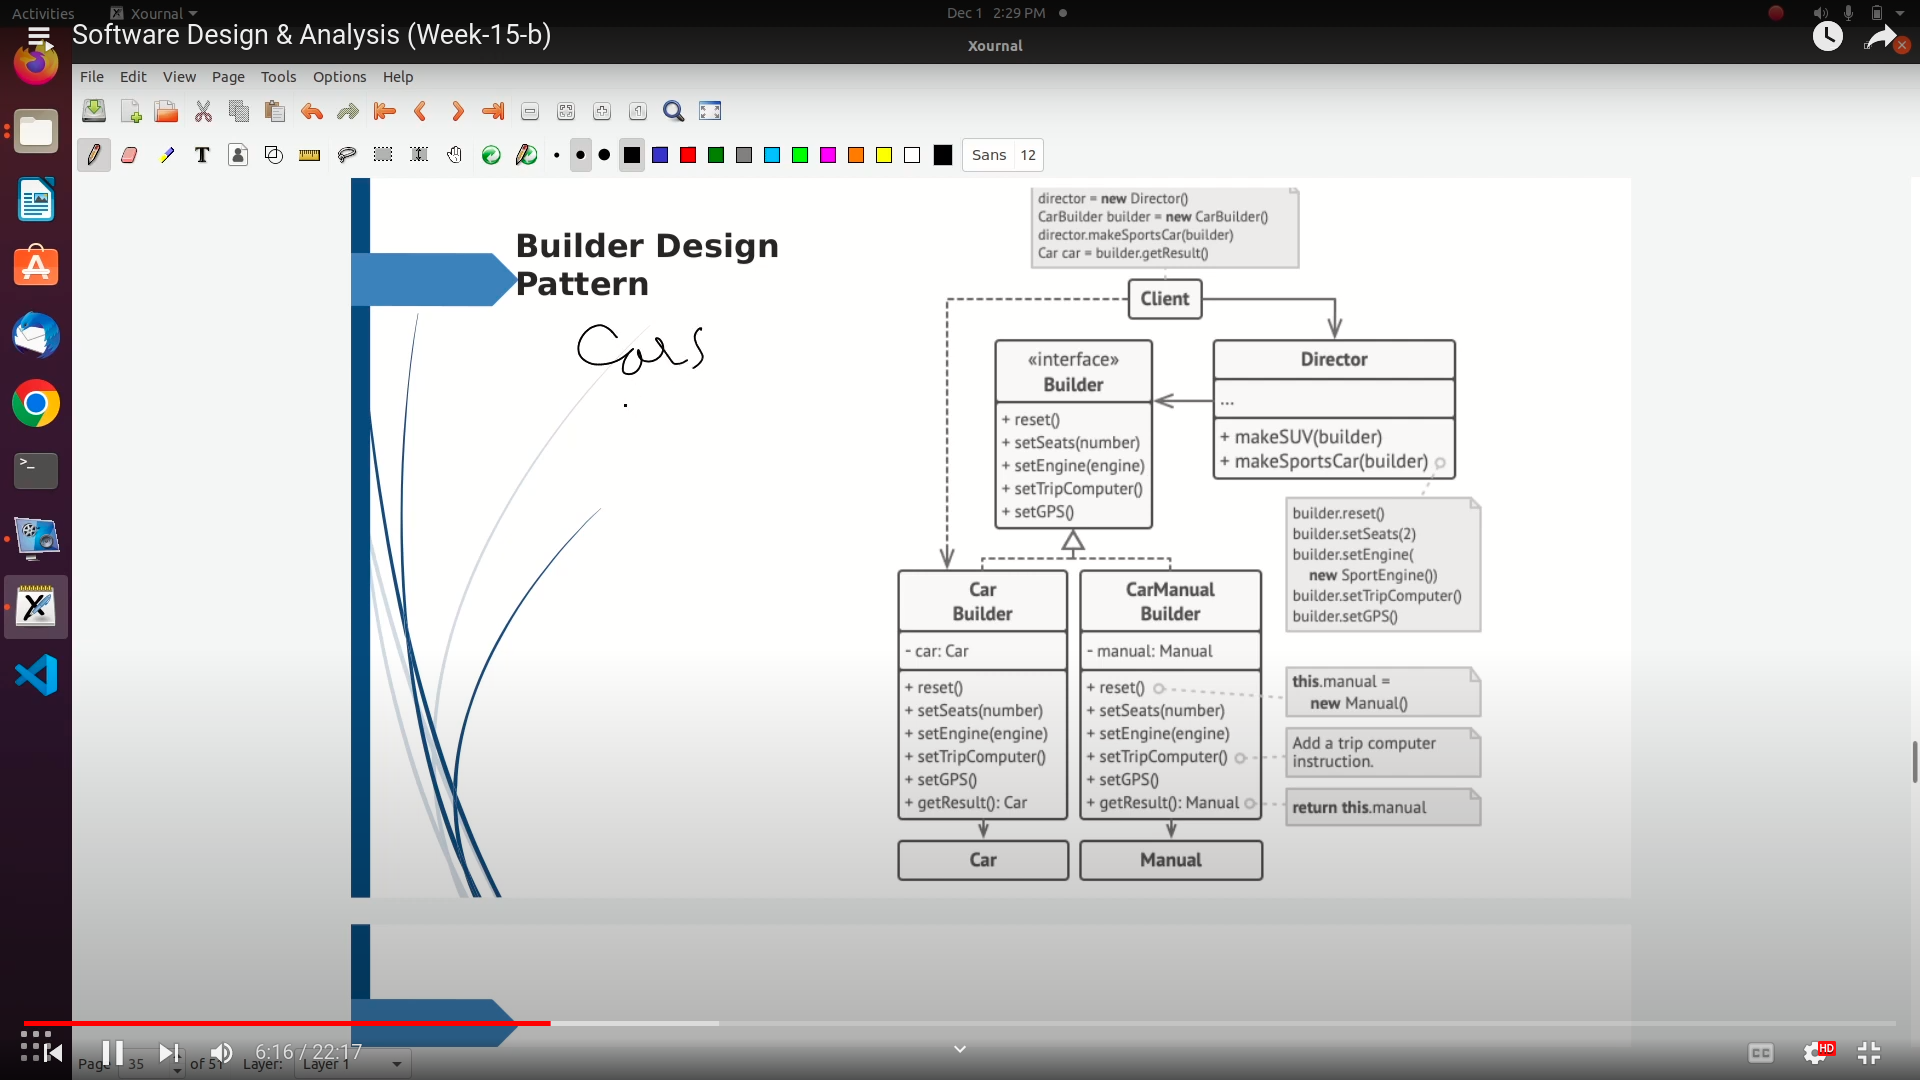 Activities
Xournal
Dec 1 2:29 PM
Software Design & Analysis (Week-15-b)
Xournal
File Edit View Page Tools Options Help
Sans 12
Builder Design
Pattern
Cars
director = new Director()
CarBuilder builder = new CarBuilder()
director.makeSportsCar(builder)
Car car = builder.getResult()
Client
«interface»
Builder
+ reset()
+ setSeats(number)
+ setEngine(engine)
+ setTripComputer()
+ setGPS()
Director
...
+ makeSUV(builder)
+ makeSportsCar(builder)
builder.reset()
builder.setSeats(2)
builder.setEngine(
new SportEngine())
builder.setTripComputer()
builder.setGPS()
Car
Builder
- car: Car
+ reset()
+ setSeats(number)
+ setEngine(engine)
+ setTripComputer()
+ setGPS()
+ getResult(): Car
CarManual
Builder
- manual: Manual
+ reset()
+ setSeats(number)
+ setEngine(engine)
+ setTripComputer()
+ setGPS()
+ getResult(): Manual
this.manual =
new Manual()
Add a trip computer
instruction.
return this.manual
Car
Manual
6:16 / 22:17
CC
HD
Page 35 of 51 Layer: Layer 1